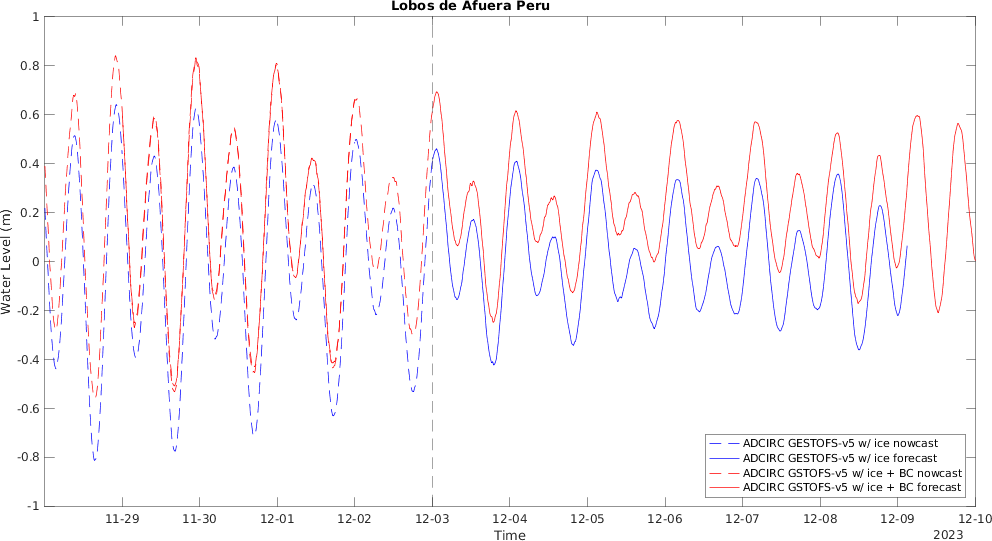 Lobos de Afuera Peru
1
0.8
0.6
0.4
0.2
0
-0.2
-0.4
-0.6
-0.8
-1
Water Level (m)
ADCIRC GESTOFS-v5 w/ ice nowcast
ADCIRC GESTOFS-v5 w/ ice forecast
ADCIRC GSTOFS-v5 w/ ice + BC nowcast
ADCIRC GSTOFS-v5 w/ ice + BC forecast
11-29 11-30 12-01 12-02 12-03 12-04 12-05 12-06 12-07 12-08 12-09 12-10
Time
2023